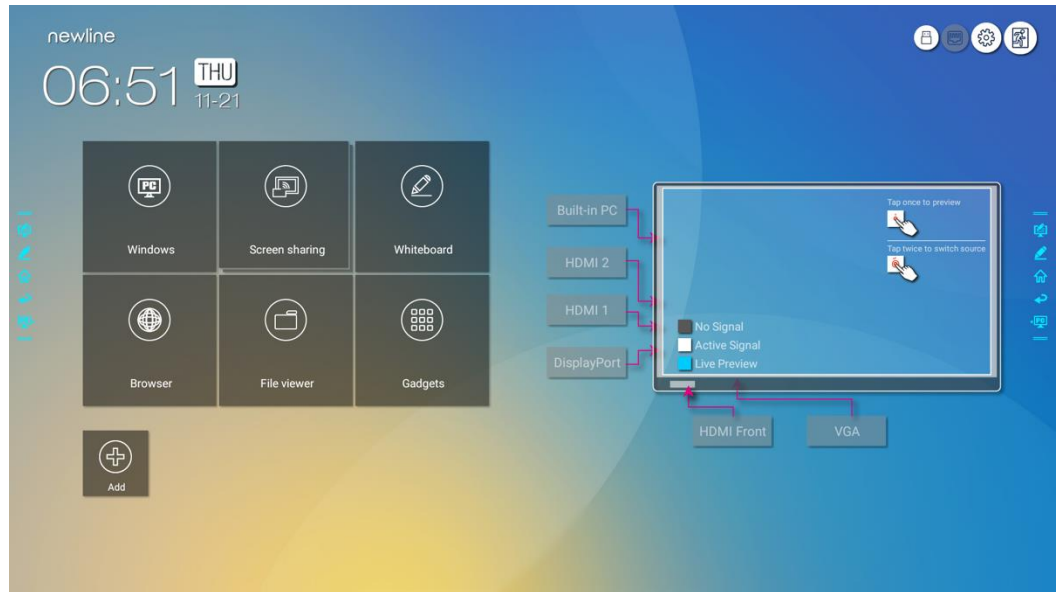 newline
06:51
THU
11-21
PC
Windows
Screen sharing
Whiteboard
Browser
File viewer
Gadgets
Add
Built-in PC
HDMI 2
HDMI 1
DisplayPort
Tap once to preview
Tap twice to switch source
No Signal
Active Signal
Live Preview
HDMI Front
VGA
PC